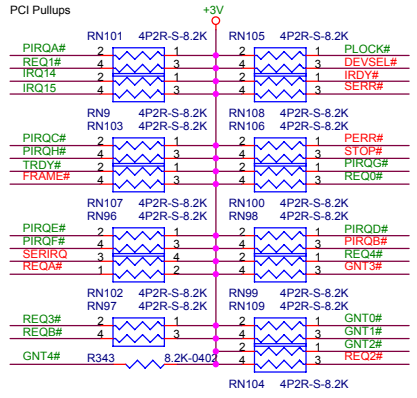 PCI Pullups +3V
RN101 4P2R-S-8.2K RN105 4P2R-S-8.2K
PIRQA# 2 1 2 1 PLOCK#
REQ1# 4 3 4 3 DEVSEL#
IRQ14 2 1 2 1 IRDY#
IRQ15 4 3 4 3 SERR#
RN9 4P2R-S-8.2K RN108 4P2R-S-8.2K
RN103 4P2R-S-8.2K RN106 4P2R-S-8.2K
PIRQC# 2 1 2 1 PERR#
PIRQH# 4 3 4 3 STOP#
TRDY# 2 1 2 1 PIRQG#
FRAME# 4 3 4 3 REQ0#
RN107 4P2R-S-8.2K RN100 4P2R-S-8.2K
RN96 4P2R-S-8.2K RN98 4P2R-S-8.2K
PIRQE# 2 1 2 1 PIRQD#
PIRQF# 4 3 4 3 PIRQB#
SERIRQ 3 4 2 1 REQ4#
REQA# 1 2 4 3 GNT3#
RN102 4P2R-S-8.2K RN99 4P2R-S-8.2K
RN97 4P2R-S-8.2K RN109 4P2R-S-8.2K
REQ3# 2 1 2 1 GNT0#
REQB# 4 3 4 3 GNT1#
2 1 GNT2#
GNT4# R343 8.2K-0402 4 3 REQ2#
RN104 4P2R-S-8.2K